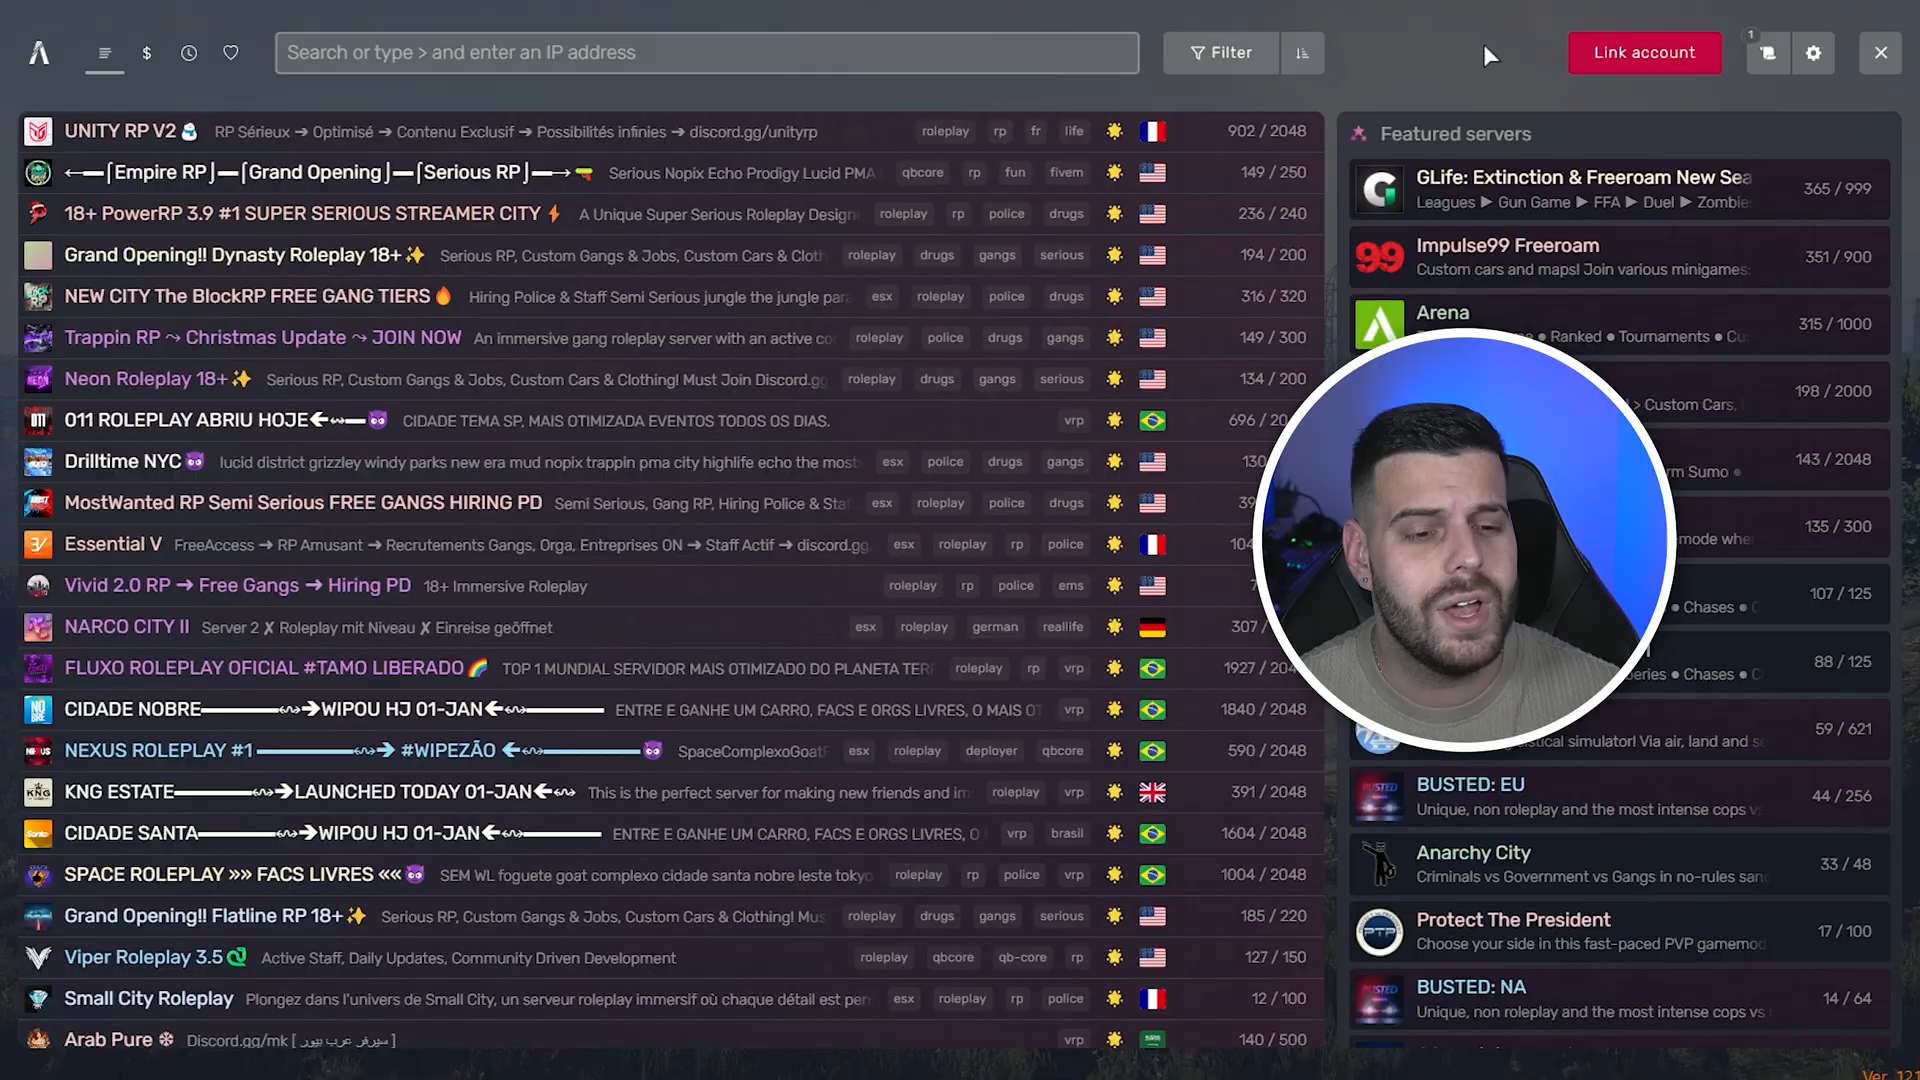 $
Search or type > and enter an IP address
Filter
Link account
1
UNITY RP V2 RP Sérieux → Optimisé → Contenu Exclusif → Possibilités infinies → discord.gg/unityrp roleplay rp fr life 902 / 2048
←—⌠Empire RP⌡—⌠Grand Opening⌡—⌠Serious RP⌡—→ Serious Nopix Echo Prodigy Lucid PMA qbcore rp fun fivem 149 / 250
18+ PowerRP 3.9 #1 SUPER SERIOUS STREAMER CITY A Unique Super Serious Roleplay Design roleplay rp police drugs 236 / 240
Grand Opening!! Dynasty Roleplay 18+✨ Serious RP, Custom Gangs & Jobs, Custom Cars & Cloth roleplay drugs gangs serious 194 / 200
NEW CITY The BlockRP FREE GANG TIERS Hiring Police & Staff Semi Serious jungle the jungle para esx roleplay police drugs 316 / 320
Trappin RP ⤳ Christmas Update ⤳ JOIN NOW An immersive gang roleplay server with an active co roleplay police drugs gangs 149 / 300
Neon Roleplay 18+✨ Serious RP, Custom Gangs & Jobs, Custom Cars & Clothing! Must Join Discord.gg roleplay drugs gangs serious 134 / 200
011 ROLEPLAY ABRIU HOJE CIDADE TEMA SP, MAIS OTIMIZADA EVENTOS TODOS OS DIAS. vrp 696 / 20
Drilltime NYC lucid district grizzley windy parks new era mud nopix trappin pma city highlife echo the most esx police drugs gangs 130
MostWanted RP Semi Serious FREE GANGS HIRING PD Semi Serious, Gang RP, Hiring Police & Sta esx roleplay police drugs 39
Essential V FreeAccess → RP Amusant → Recrutements Gangs, Orga, Entreprises ON → Staff Actif → discord.gg esx roleplay rp police 104
Vivid 2.0 RP → Free Gangs → Hiring PD 18+ Immersive Roleplay roleplay rp police ems 7
NARCO CITY II Server 2 ✗ Roleplay mit Niveau ✗ Einreise geöffnet esx roleplay german reallife 307 /
FLUXO ROLEPLAY OFICIAL #TAMO LIBERADO TOP 1 MUNDIAL SERVIDOR MAIS OTIMIZADO DO PLANETA TER roleplay rp vrp 1927 / 204
CIDADE NOBRE WIPOU HJ 01-JAN ENTRE E GANHE UM CARRO, FACS E ORGS LIVRES, O MAIS OT vrp 1840 / 2048
NEXUS ROLEPLAY #1 #WIPEZÃO SpaceComplexoGoat esx roleplay deployer qbcore 590 / 2048
KNG ESTATE LAUNCHED TODAY 01-JAN This is the perfect server for making new friends and im roleplay vrp 391 / 2048
CIDADE SANTA WIPOU HJ 01-JAN ENTRE E GANHE UM CARRO, FACS E ORGS LIVRES, O vrp brasil 1604 / 2048
SPACE ROLEPLAY »»» FACS LIVRES ««« SEM WL foguete goat complexo cidade santa nobre leste tokyo roleplay rp police vrp 1004 / 2048
Grand Opening!! Flatline RP 18+✨ Serious RP, Custom Gangs & Jobs, Custom Cars & Clothing! Mus roleplay drugs gangs serious 185 / 220
Viper Roleplay 3.5 Active Staff, Daily Updates, Community Driven Development roleplay qbcore qb-core rp 127 / 150
Small City Roleplay Plongez dans l'univers de Small City, un serveur roleplay immersif où chaque détail est pen esx roleplay rp police 12 / 100
Arab Pure ❄ Discord.gg/mk [ سيرفر عرب بيور ] vrp 140 / 500
Featured servers
GLife: Extinction & Freeroam New Sea
Leagues ► Gun Game ► FFA ► Duel ► Zombie
365 / 999
99
Impulse99 Freeroam
Custom cars and maps! Join various minigames
351 / 900
Arena
● Ranked ● Tournaments ● Cu
315 / 1000
> Custom Cars,
198 / 2000
rm Sumo ●
143 / 2048
mode whe
135 / 300
● Chases ●
107 / 125
eries ● Chases ●
88 / 125
istical simulator! Via air, land and s
59 / 621
BUSTED
BUSTED: EU
Unique, non roleplay and the most intense cops vs
44 / 256
Anarchy City
Criminals vs Government vs Gangs in no-rules san
33 / 48
PTP
Protect The President
Choose your side in this fast-paced PVP gamemod
17 / 100
BUSTED
BUSTED: NA
Unique, non roleplay and the most intense cops vs
14 / 64
Ver. 121